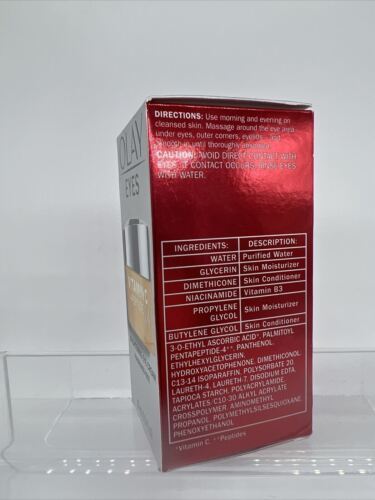 OLAY
EYES
VITAMIN C
DIRECTIONS: Use morning and evening on
cleansed skin. Massage around the eye area
under eyes, outer corners, eyelids
smooth in until thoroughly absorbed.
CAUTION: AVOID DIRECT CONTACT WITH
EYES. IF CONTACT OCCURS, RINSE EYES
WITH WATER.
INGREDIENTS: DESCRIPTION:
WATER Purified Water
GLYCERIN Skin Moisturizer
DIMETHICONE Skin Conditioner
NIACINAMIDE Vitamin B3
PROPYLENE GLYCOL Skin Moisturizer
BUTYLENE GLYCOL Skin Conditioner
3-O-ETHYL ASCORBIC ACID*, PALMITOYL
PENTAPEPTIDE-4**, PANTHENOL,
ETHYLHEXYLGLYCERIN,
HYDROXYACETOPHENONE, DIMETHICONOL,
C13-14 ISOPARAFFIN, POLYSORBATE 20,
LAURETH-4, LAURETH-7, DISODIUM EDTA,
TAPIOCA STARCH, POLYACRYLAMIDE,
ACRYLATES/C10-30 ALKYL ACRYLATE
CROSSPOLYMER, AMINOMETHYL
PROPANOL, POLYMETHYLSILSESQUIOXANE,
PHENOXYETHANOL
*Vitamin C. **Peptides